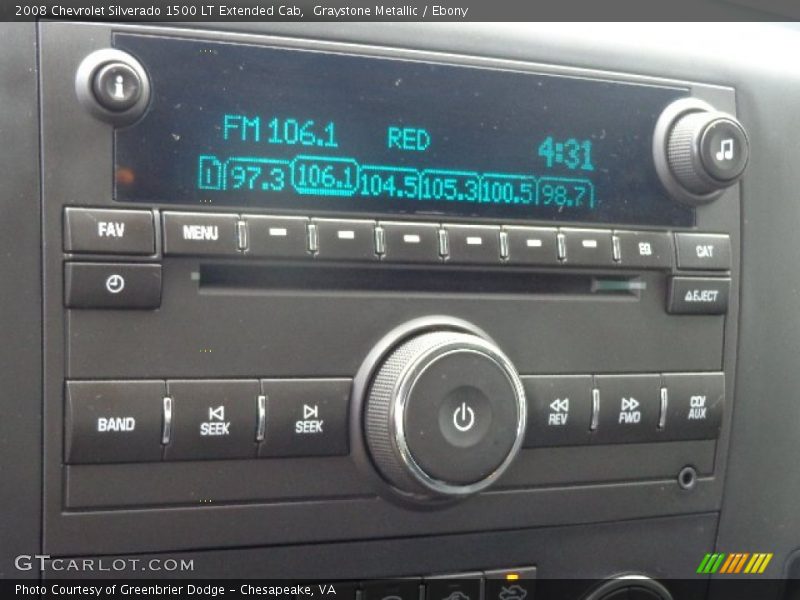 2008 Chevrolet Silverado 1500 LT Extended Cab,  Graystone Metallic / Ebony
i
FM 106.1 RED 4:31
1 97.3 106.1 104.5 105.3 100.5 98.7
FAV MENU EQ CAT
EJECT
BAND SEEK SEEK REV FWD CD/AUX
GTCARLOT.COM
Photo Courtesy of Greenbrier Dodge – Chesapeake, VA